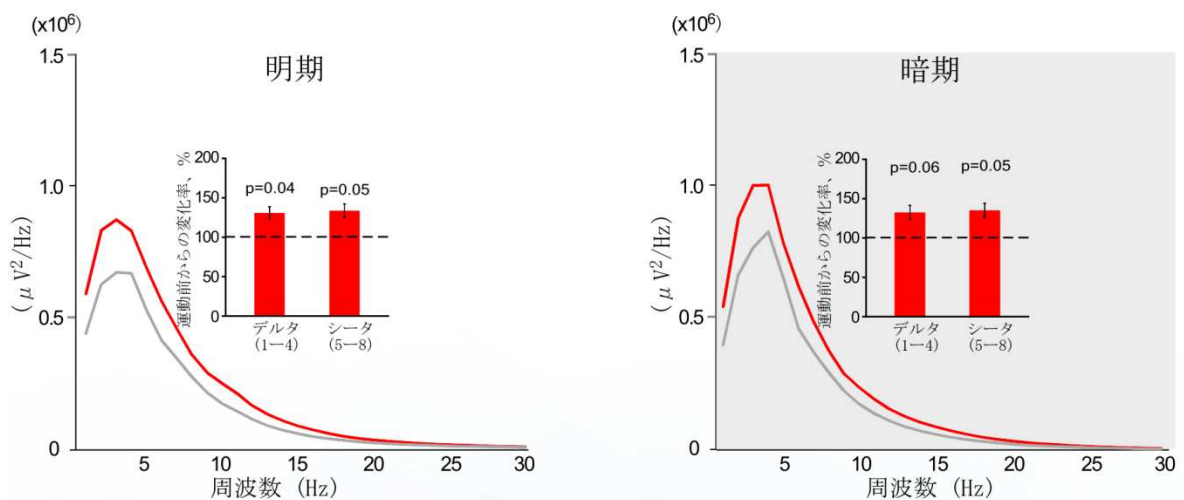 (x10⁶)
明期
1.5
1.0
0.5
0
(μV²/Hz)
運動前からの変化率、%
200
150
100
50
0
p=0.04
p=0.05
デルタ
(1ー4)
シータ
(5ー8)
5
10
15
20
25
30
周波数 (Hz)
(x10⁶)
暗期
1.5
1.0
0.5
0
(μV²/Hz)
運動前からの変化率、%
200
150
100
50
0
p=0.06
p=0.05
デルタ
(1ー4)
シータ
(5ー8)
5
10
15
20
25
30
周波数 (Hz)